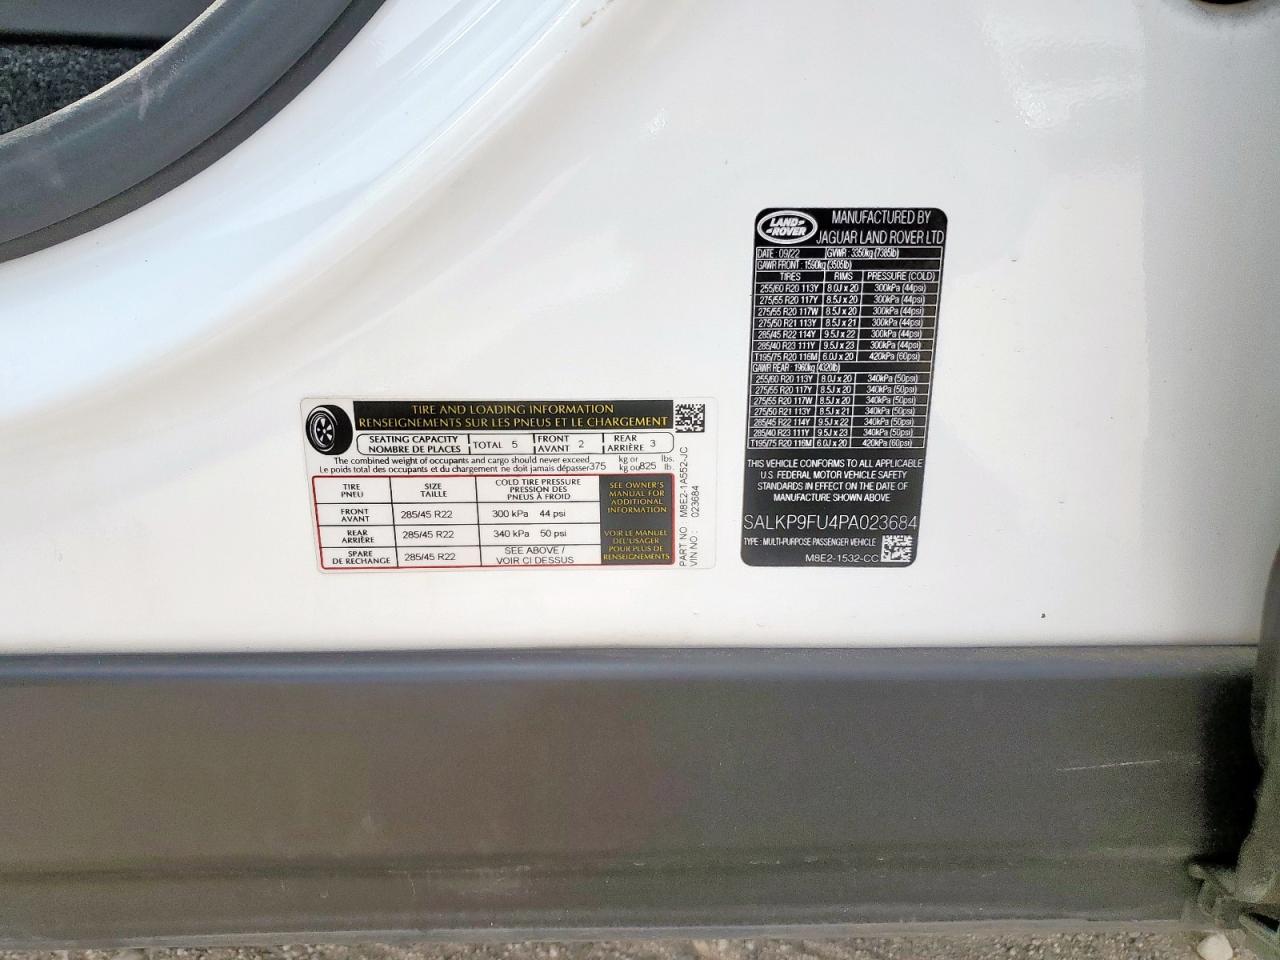 TIRE AND LOADING INFORMATION
RENSEIGNEMENTS SUR LES PNEUS ET LE CHARGEMENT
SEATING CAPACITY NOMBRE DE PLACES TOTAL 5 FRONT AVANT 2 REAR ARRIÈRE 3
The combined weight of occupants and cargo should never exceed kg or lbs.
Le poids total des occupants et du chargement ne doit jamais dépasser 375 kg ou 825 lb.
TIRE PNEU SIZE TAILLE COLD TIRE PRESSURE PRESSION DES PNEUS À FROID
FRONT AVANT 285/45 R22 300 kPa 44 psi
REAR ARRIÈRE 285/45 R22 340 kPa 50 psi
SPARE DE RECHANGE 285/45 R22 SEE ABOVE / VOIR CI DESSUS
SEE OWNER'S
MANUAL FOR
ADDITIONAL
INFORMATION
VOIR LE MANUEL
DE L'USAGER
POUR PLUS DE
RENSEIGNEMENTS
PART NO M8E2-1A552-JC
VIN NO.: 023684
LAND-
-ROVER
MANUFACTURED BY
JAGUAR LAND ROVER LTD
DATE : 09/22 GVWR : 3350kg (7385lb)
GAWR FRONT : 1590kg (3505lb)
TIRES RIMS PRESSURE (COLD)
255/60 R20 113Y 8.0J x 20 300kPa (44psi)
275/55 R20 117Y 8.5J x 20 300kPa (44psi)
275/55 R20 117W 8.5J x 20 300kPa (44psi)
275/50 R21 113Y 8.5J x 21 300kPa (44psi)
285/45 R22 114Y 9.5J x 22 300kPa (44psi)
285/40 R23 111Y 9.5J x 23 300kPa (44psi)
T195/75 R20 116M 6.0J x 20 420kPa (60psi)
GAWR REAR : 1960kg (4320lb)
255/60 R20 113Y 8.0J x 20 340kPa (50psi)
275/55 R20 117Y 8.5J x 20 340kPa (50psi)
275/55 R20 117W 8.5J x 20 340kPa (50psi)
275/50 R21 113Y 8.5J x 21 340kPa (50psi)
285/45 R22 114Y 9.5J x 22 340kPa (50psi)
285/40 R23 111Y 9.5J x 23 340kPa (50psi)
T195/75 R20 116M 6.0J x 20 420kPa (60psi)
THIS VEHICLE CONFORMS TO ALL APPLICABLE
U.S. FEDERAL MOTOR VEHICLE SAFETY
STANDARDS IN EFFECT ON THE DATE OF
MANUFACTURE SHOWN ABOVE
SALKP9FU4PA023684
TYPE : MULTI-PURPOSE PASSENGER VEHICLE
M8E2-1532-CC